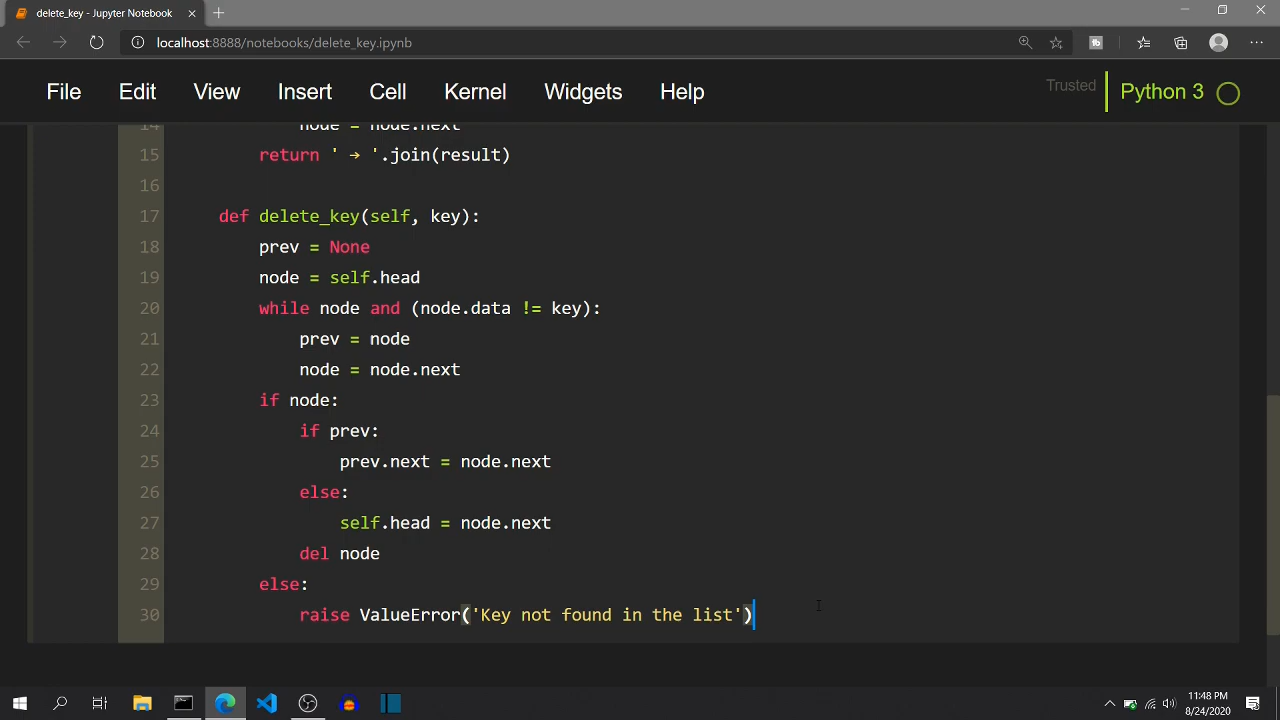 delete_key - Jupyter Notebook
localhost:8888/notebooks/delete_key.ipynb
File Edit View Insert Cell Kernel Widgets Help Trusted Python 3
14 node = node.next
15 return ' → '.join(result)
16
17 def delete_key(self, key):
18 prev = None
19 node = self.head
20 while node and (node.data != key):
21 prev = node
22 node = node.next
23 if node:
24 if prev:
25 prev.next = node.next
26 else:
27 self.head = node.next
28 del node
29 else:
30 raise ValueError('Key not found in the list')
11:48 PM
8/24/2020